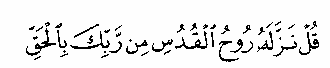 قُلْ نَزَّلَهُۥ رُوحُ ٱلْقُدُسِ مِن رَّبِّكَ بِٱلْحَقِّ